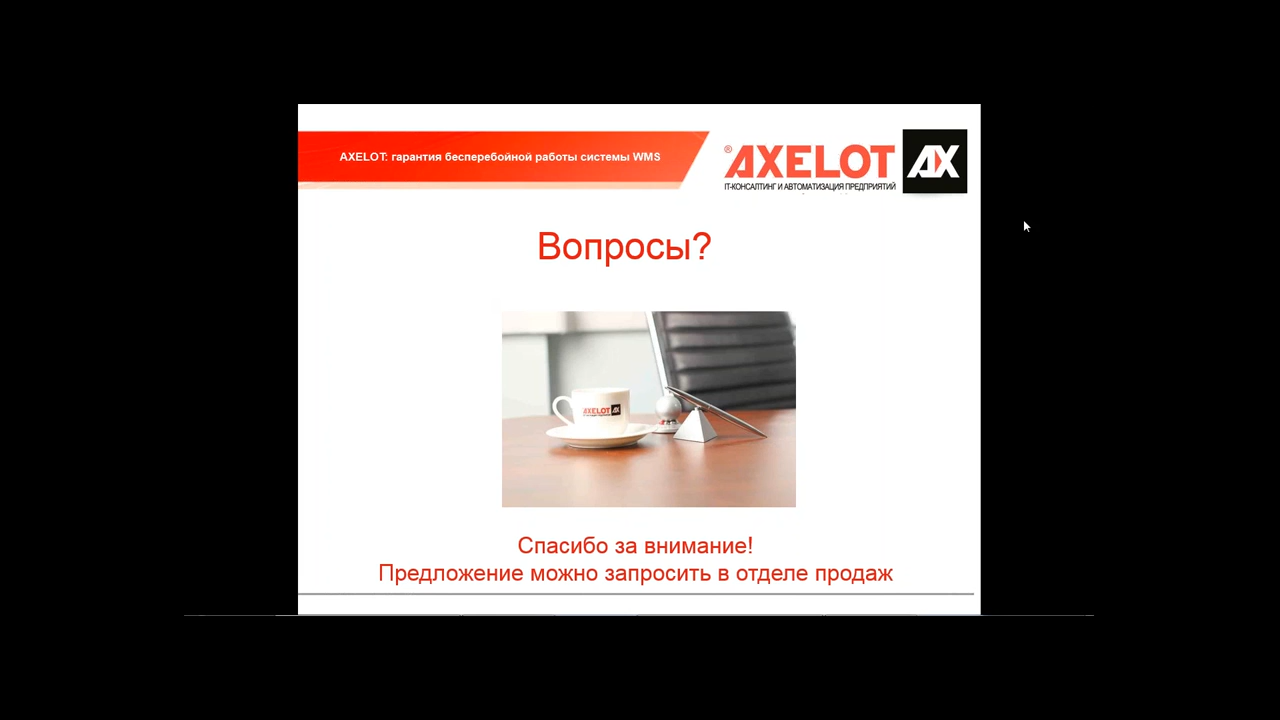 AXELOT: гарантия бесперебойной работы системы WMS
® AXELOT AX
IT-КОНСАЛТИНГ И АВТОМАТИЗАЦИЯ ПРЕДПРИЯТИЙ
Вопросы?
AXELOT AX
Спасибо за внимание!
Предложение можно запросить в отделе продаж